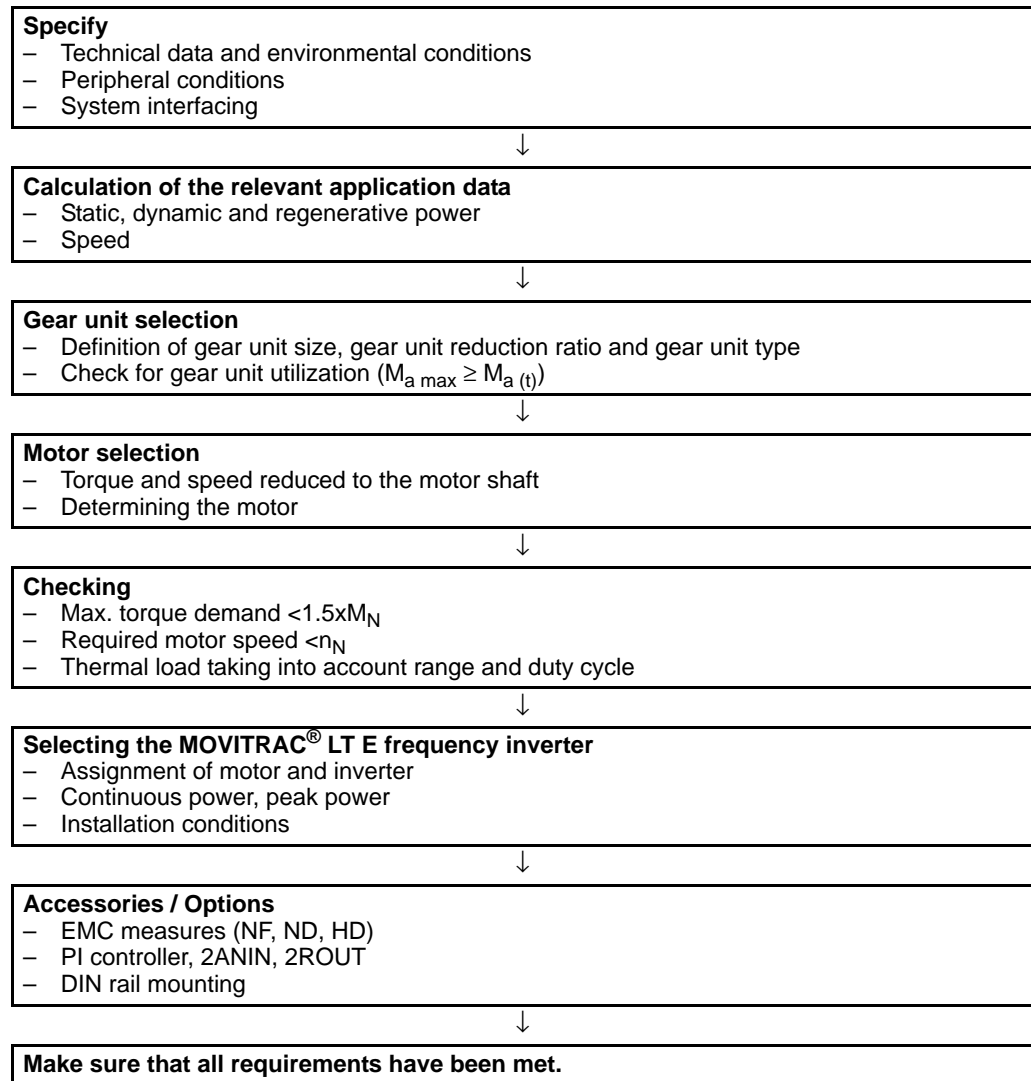 Specify
– Technical data and environmental conditions
– Peripheral conditions
– System interfacing
↓
Calculation of the relevant application data
– Static, dynamic and regenerative power
– Speed
↓
Gear unit selection
– Definition of gear unit size, gear unit reduction ratio and gear unit type
– Check for gear unit utilization (Ma max ≥ Ma (t))
↓
Motor selection
– Torque and speed reduced to the motor shaft
– Determining the motor
↓
Checking
– Max. torque demand <1.5xMN
– Required motor speed <nN
– Thermal load taking into account range and duty cycle
↓
Selecting the MOVITRAC® LT E frequency inverter
– Assignment of motor and inverter
– Continuous power, peak power
– Installation conditions
↓
Accessories / Options
– EMC measures (NF, ND, HD)
– PI controller, 2ANIN, 2ROUT
– DIN rail mounting
↓
Make sure that all requirements have been met.